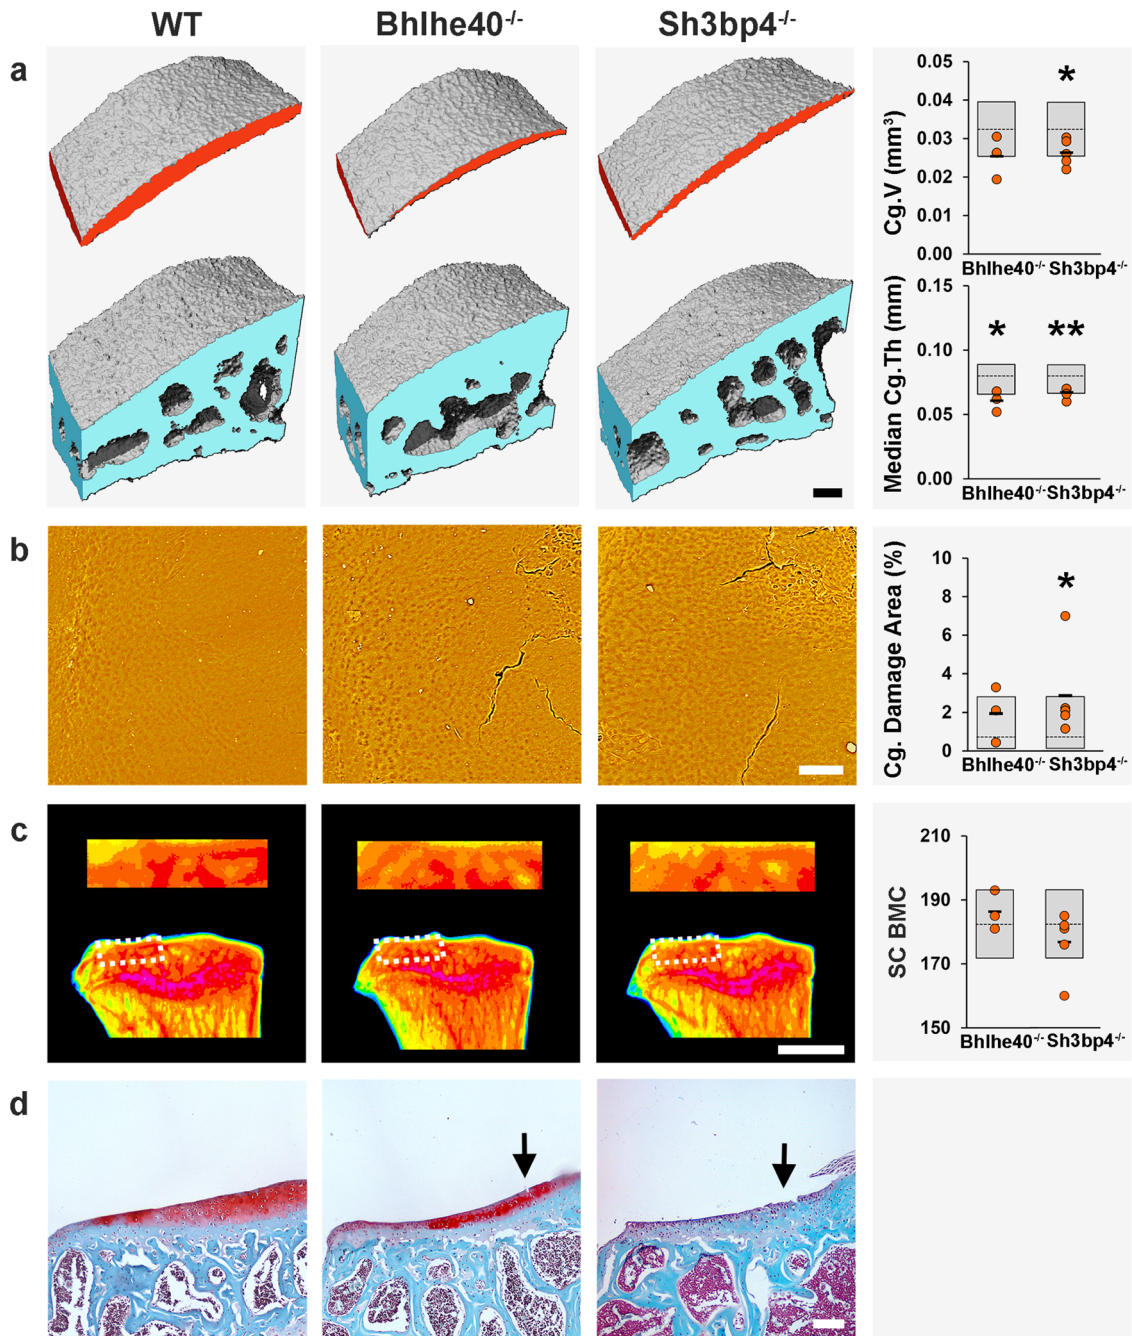 WT
Bhlhe40-/-
Sh3bp4-/-
a
0.05
0.04
0.03
0.02
0.01
0.00
Cg.V (mm³)
*
Bhlhe40-/- Sh3bp4-/-
0.15
0.10
0.05
0.00
Median Cg.Th (mm)
* **
Bhlhe40-/- Sh3bp4-/-
b
10
8
6
4
2
0
Cg. Damage Area (%)
*
Bhlhe40-/- Sh3bp4-/-
c
210
190
170
150
SC BMC
Bhlhe40-/- Sh3bp4-/-
d